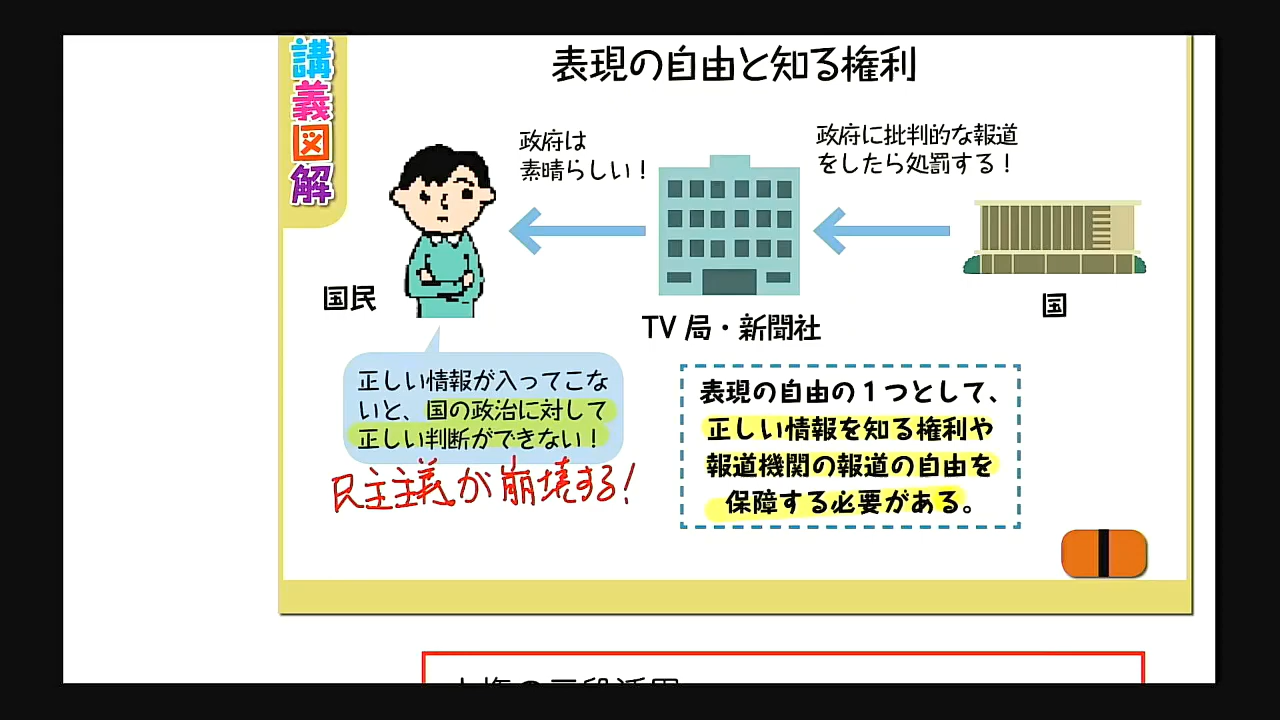 講義図解
表現の自由と知る権利
政府は
素晴らしい！
政府に批判的な報道
をしたら処罰する！
国民
TV 局・新聞社
国
正しい情報が入ってこな
いと、国の政治に対して
正しい判断ができない！
民主主義が崩壊する！
表現の自由の１つとして、
正しい情報を知る権利や
報道機関の報道の自由を
保障する必要がある。